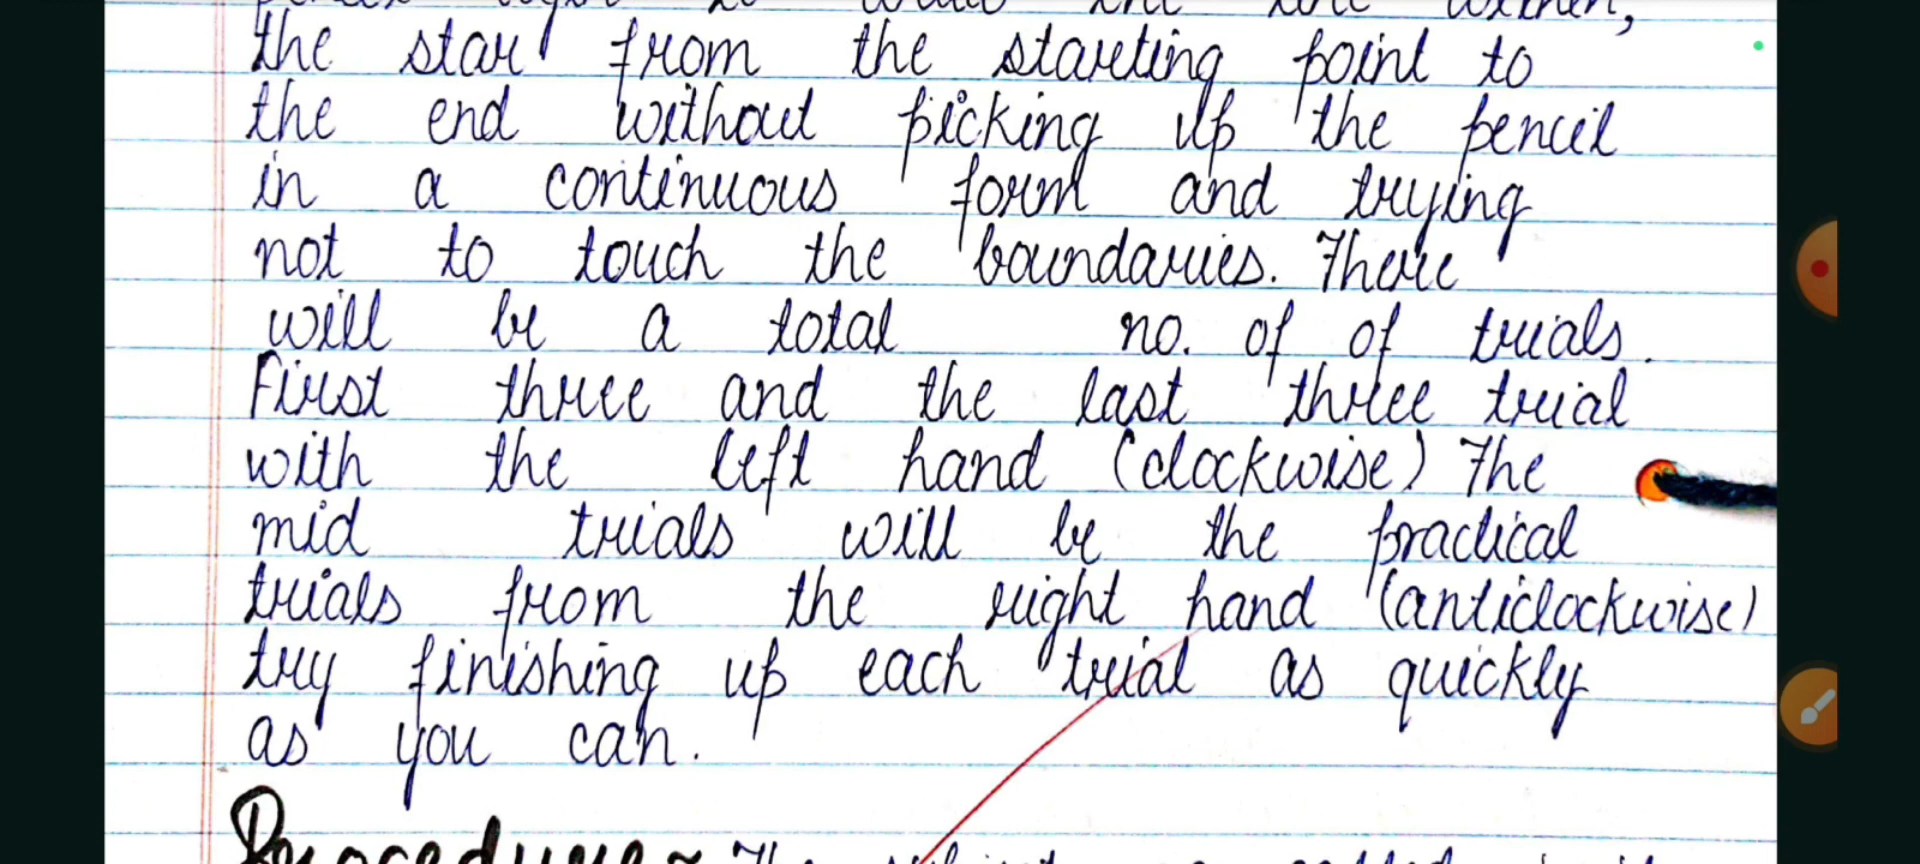 the star from the starting point to
the end without picking up the pencil
in a continuous form and trying
not to touch the boundaries. There
will be a total no. of of trials.
First three and the last three trial
with the left hand (clockwise) The
mid trials will be the practical
trials from the right hand (anticlockwise)
try finishing up each trial as quickly
as you can.
Procedure ~ The